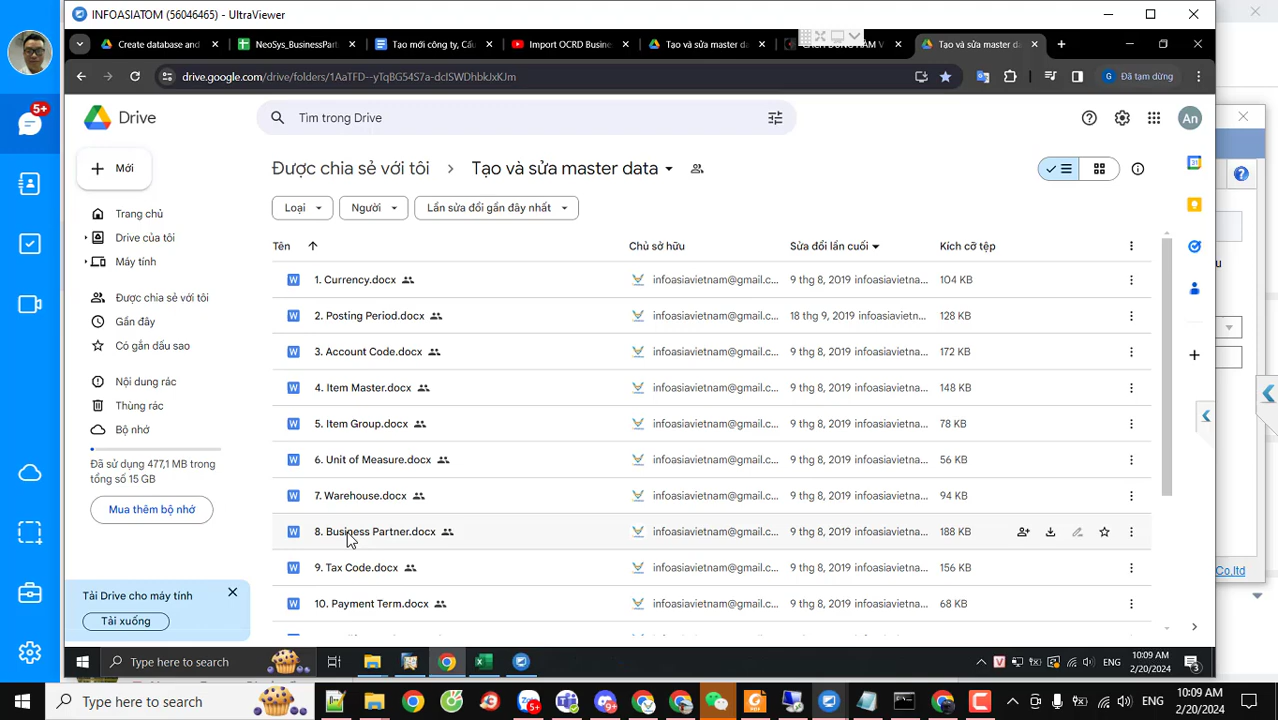 INFOASIATOM (56046465) - UltraViewer
Create database and
NeoSys_BusinessPart
Tạo mới công ty, Cấu
Import OCRD Busine
Tạo và sửa master da
Tạo và sửa master da
drive.google.com/drive/folders/1AaTFD--yTqBG54S7a-dcISWDhbkJxKJm
G
Đã tạm dừng
5+
Drive
Tìm trong Drive
An
Mới
Được chia sẻ với tôi
Tạo và sửa master data
Loại
Người
Lần sửa đổi gần đây nhất
Trang chủ
Drive của tôi
Máy tính
Được chia sẻ với tôi
Gần đây
Có gắn dấu sao
Nội dung rác
Thùng rác
Bộ nhớ
Đã sử dụng 477,1 MB trong
tổng số 15 GB
Mua thêm bộ nhớ
Tải Drive cho máy tính
Tải xuống
Tên
Chủ sở hữu
Sửa đổi lần cuối
Kích cỡ tệp
1. Currency.docx
infoasiavietnam@gmail.c...
9 thg 8, 2019 infoasiavietna...
104 KB
2. Posting Period.docx
infoasiavietnam@gmail.c...
18 thg 9, 2019 infoasiavietn...
128 KB
3. Account Code.docx
infoasiavietnam@gmail.c...
9 thg 8, 2019 infoasiavietna...
172 KB
4. Item Master.docx
infoasiavietnam@gmail.c...
9 thg 8, 2019 infoasiavietna...
148 KB
5. Item Group.docx
infoasiavietnam@gmail.c...
9 thg 8, 2019 infoasiavietna...
78 KB
6. Unit of Measure.docx
infoasiavietnam@gmail.c...
9 thg 8, 2019 infoasiavietna...
56 KB
7. Warehouse.docx
infoasiavietnam@gmail.c...
9 thg 8, 2019 infoasiavietna...
94 KB
8. Business Partner.docx
infoasiavietnam@gmail.c...
9 thg 8, 2019 infoasiavietna...
188 KB
9. Tax Code.docx
infoasiavietnam@gmail.c...
9 thg 8, 2019 infoasiavietna...
156 KB
10. Payment Term.docx
infoasiavietnam@gmail.c...
9 thg 8, 2019 infoasiavietna...
68 KB
Co.ltd
Type here to search
ENG
10:09 AM
2/20/2024
3
Type here to search
5+
9+
ENG
10:09 AM
2/20/2024